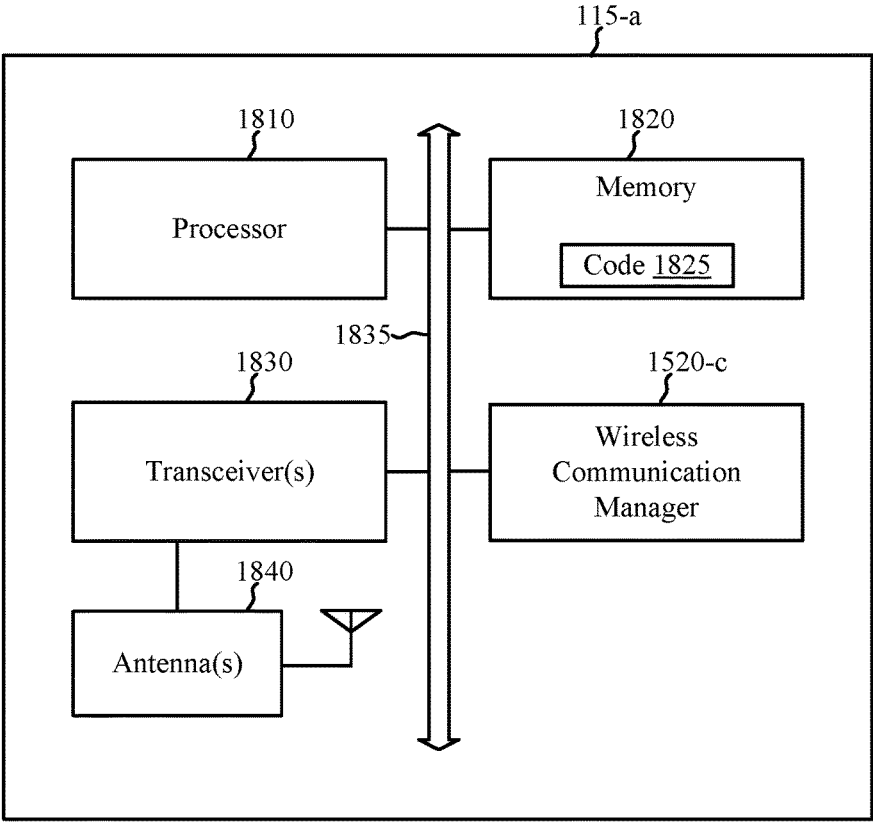 115-a
1810
1820
Processor
Memory
Code 1825
1835
1830
1520-c
Transceiver(s)
Wireless
Communication
Manager
1840
Antenna(s)